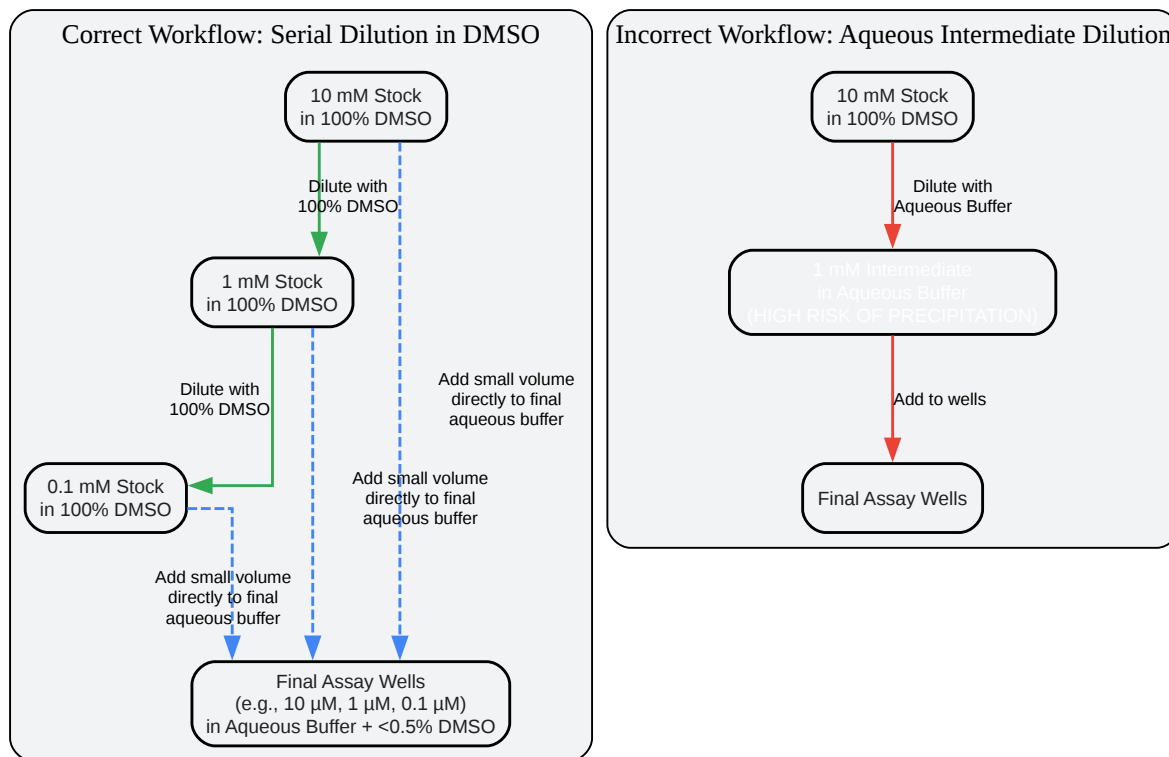 Correct Workflow: Serial Dilution in DMSO
10 mM Stock
in 100% DMSO
Dilute with
100% DMSO
1 mM Stock
in 100% DMSO
Dilute with
100% DMSO
Add small volume
directly to final
aqueous buffer
0.1 mM Stock
in 100% DMSO
Add small volume
directly to final
aqueous buffer
Add small volume
directly to final
aqueous buffer
Final Assay Wells
(e.g., 10 µM, 1 µM, 0.1 µM)
in Aqueous Buffer + <0.5% DMSO
Incorrect Workflow: Aqueous Intermediate Dilution
10 mM Stock
in 100% DMSO
Dilute with
Aqueous Buffer
1 mM Intermediate
in Aqueous Buffer
(HIGH RISK OF PRECIPITATION)
Add to wells
Final Assay Wells